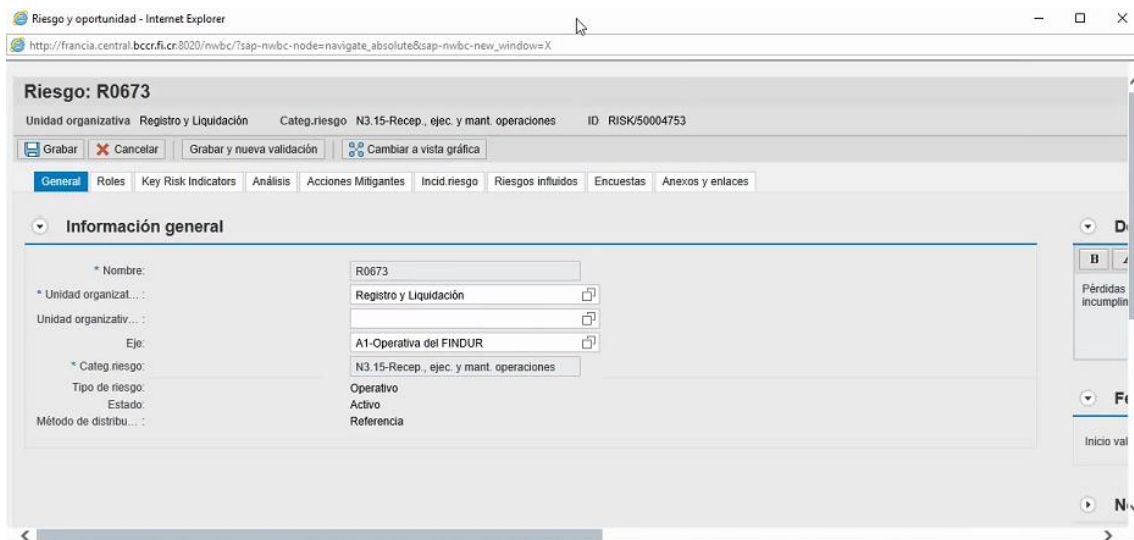 Riesgo y oportunidad - Internet Explorer
http://francia.central.bccr.fi.cr:8020/nwbc/?sap-nwbc-node=navigate_absolute&sap-nwbc-new_window=X
Riesgo: R0673
Unidad organizativa Registro y Liquidación Categ.riesgo N3.15-Recep., ejec. y mant. operaciones ID RISK/50004753
Grabar Cancelar Grabar y nueva validación Cambiar a vista gráfica
General Roles Key Risk Indicators Análisis Acciones Mitigantes Incid.riesgo Riesgos influidos Encuestas Anexos y enlaces
Información general
* Nombre: R0673
* Unidad organizat... : Registro y Liquidación
Unidad organizativ... :
Eje: A1-Operativa del FINDUR
* Categ.riesgo: N3.15-Recep., ejec. y mant. operaciones
Tipo de riesgo: Operativo
Estado: Activo
Método de distribu... : Referencia
B
Pérdidas
Inicio